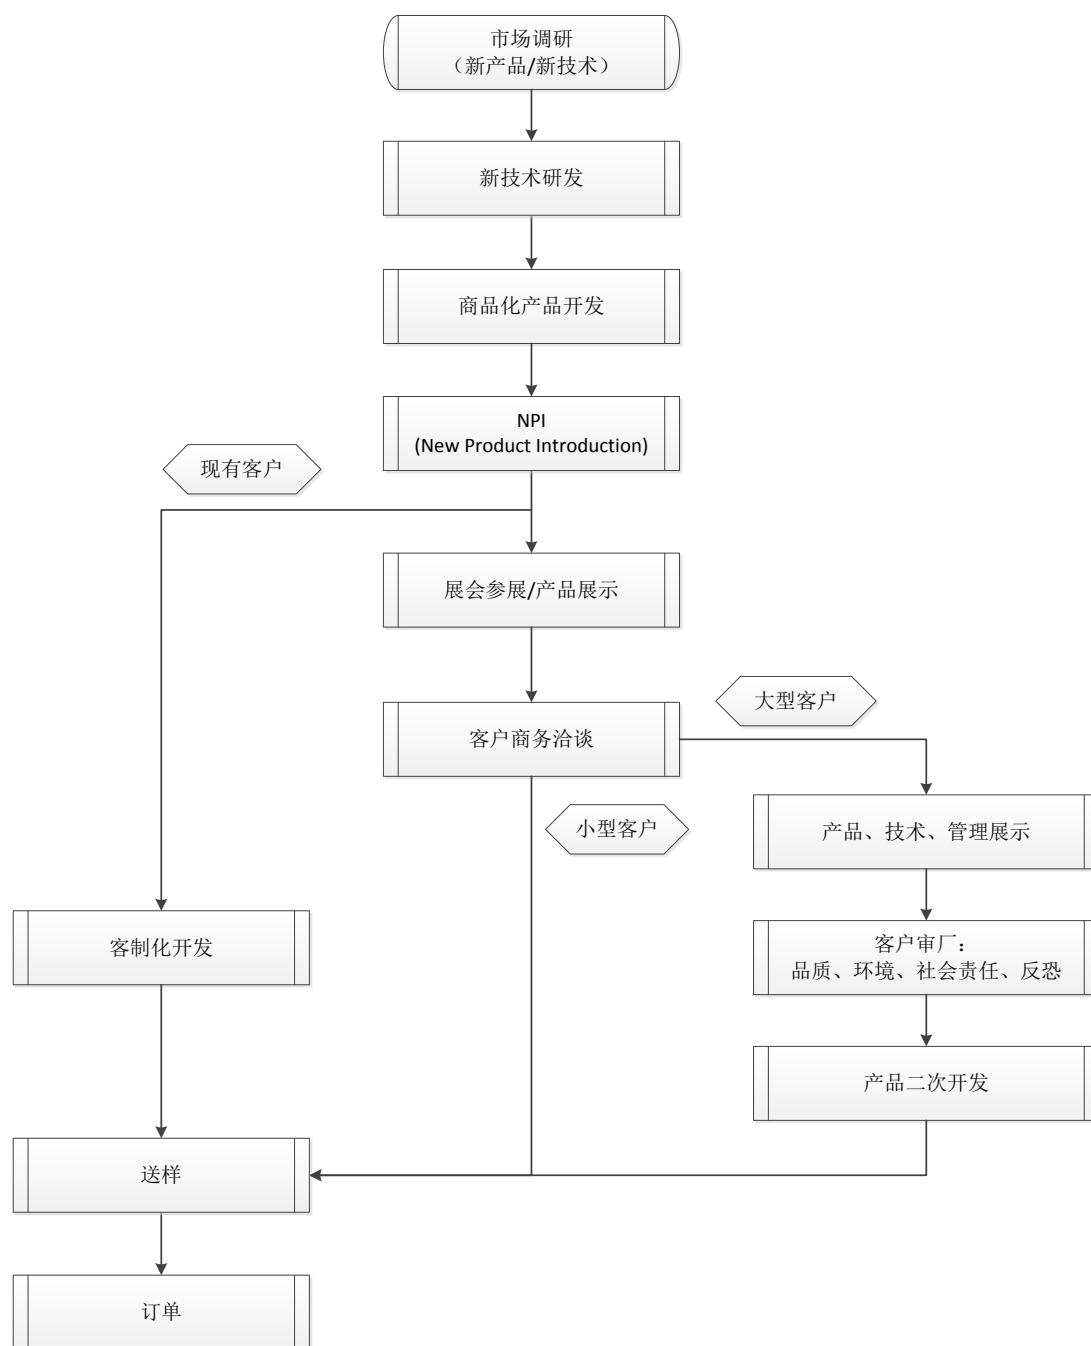 市场调研
（新产品/新技术）
新技术研发
商品化产品开发
NPI
(New Product Introduction)
现有客户
展会参展/产品展示
大型客户
客户商务洽谈
小型客户
产品、技术、管理展示
客制化开发
客户审厂：
品质、环境、社会责任、反恐
产品二次开发
送样
订单